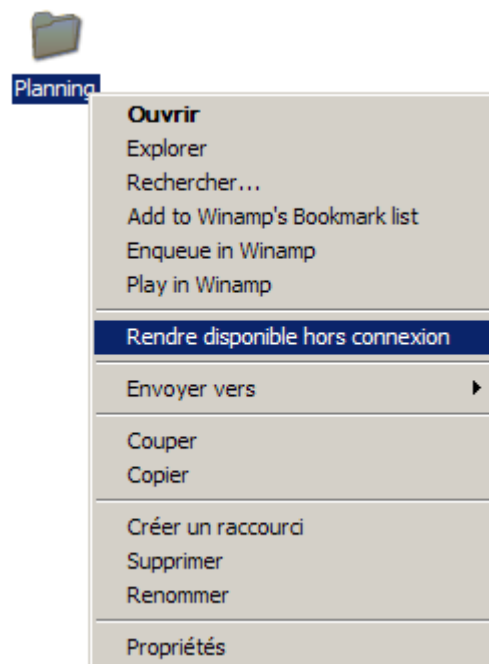 Planning
Ouvrir
Explorer
Rechercher...
Add to Winamp's Bookmark list
Enqueue in Winamp
Play in Winamp
Rendre disponible hors connexion
Envoyer vers
Couper
Copier
Créer un raccourci
Supprimer
Renommer
Propriétés